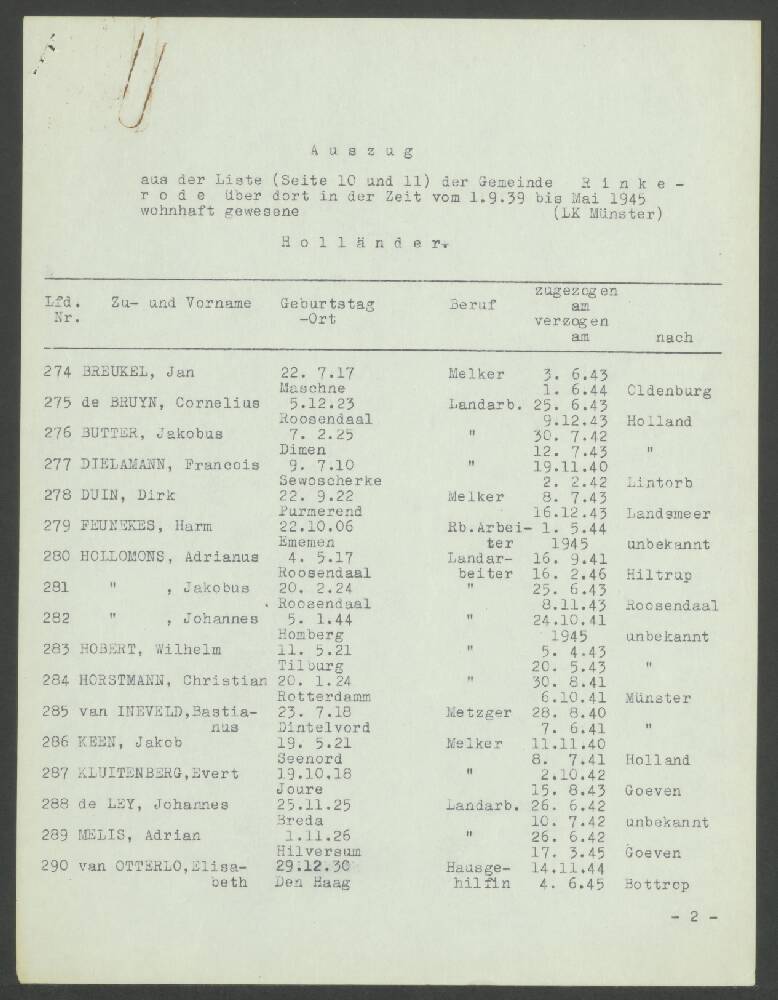 A u s z u g
aus der Liste (Seite 10 und 11) der Gemeinde R i n k e -
r o d e über dort in der Zeit vom 1.9.39 bis Mai 1945
wohnhaft gewesene (LK Münster)
H o l l ä n d e r.
zugezogen
Lfd. Zu- und Vorname Geburtstag Beruf am
Nr. -Ort verzogen
am nach
274 BREUKEL, Jan 22. 7.17 Melker 3. 6.43
Maschne 1. 6.44 Oldenburg
275 de BRUYN, Cornelius 5.12.23 Landarb. 25. 6.43
Roosendaal 9.12.43 Holland
276 BUTTER, Jakobus 7. 2.25 " 30. 7.42
Dimen 12. 7.43 "
277 DIELAMANN, Francois 9. 7.10 " 19.11.40
Sewoscherke 2. 2.42 Lintorb
278 DUIN, Dirk 22. 9.22 Melker 8. 7.43
Purmerend 16.12.43 Landsmeer
279 FEUNEKES, Harm 22.10.06 Rb.Arbei- 1. 5.44
Ememen ter 1945 unbekannt
280 HOLLOMONS, Adrianus 4. 5.17 Landar- 16. 9.41
Roosendaal beiter 16. 2.46 Hiltrup
281 " , Jakobus 20. 2.24 " 25. 6.43
Roosendaal 8.11.43 Roosendaal
282 " , Johannes 5. 1.44 " 24.10.41
Homberg 1945 unbekannt
283 HOBERT, Wilhelm 11. 5.21 " 5. 4.43
Tilburg 20. 5.43 "
284 HORSTMANN, Christian 20. 1.24 " 30. 8.41
Rotterdamm 6.10.41 Münster
285 van INEVELD,Bastia- 23. 7.18 Metzger 28. 8.40
nus Dintelvord 7. 6.41 "
286 KEEN, Jakob 19. 5.21 Melker 11.11.40
Seenord 8. 7.41 Holland
287 KLUITENBERG,Evert 19.10.18 " 2.10.42
Joure 15. 8.43 Goeven
288 de LEY, Johannes 25.11.25 Landarb. 26. 6.42
Breda 10. 7.42 unbekannt
289 MELIS, Adrian 1.11.26 " 26. 6.42
Hilversum 17. 3.45 Goeven
290 van OTTERLO,Elisa- 29.12.30 Hausge- 14.11.44
beth Den Haag hilfin 4. 6.45 Bottrop
- 2 -